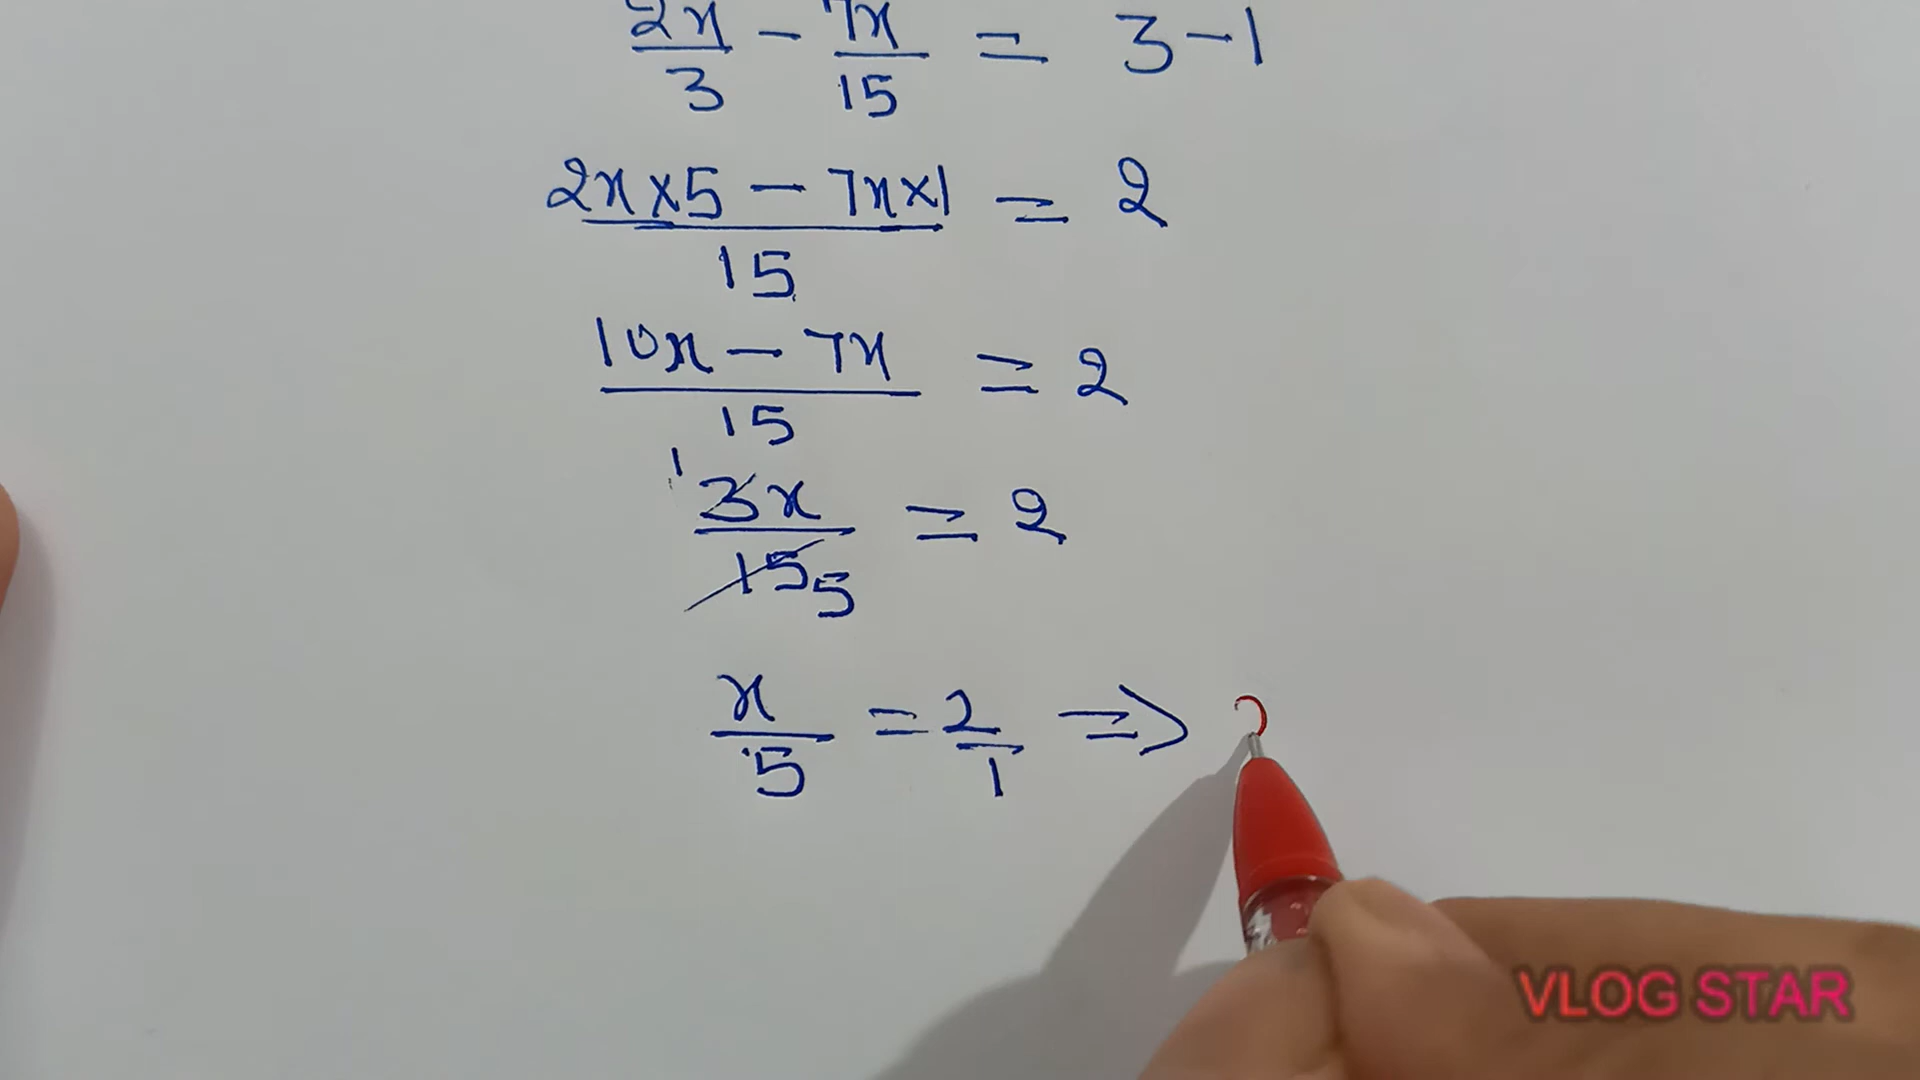 2x/3 - 7x/15 = 3-1
2x×5 - 7x×1 / 15 = 2
10x - 7x / 15 = 2
1 3x / 15 5 = 2
x/5 = 2/1 ⇒
VLOG STAR